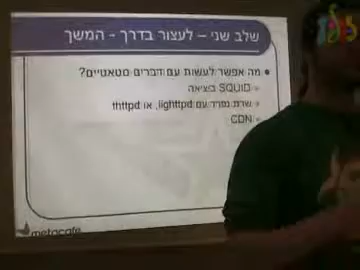 שלב שני – לעצור בדרך - המשך
מה אפשר לעשות עם דברים סטאטיים?
SQUID בפציאה
שרת נפרד עם lighttpd, או thttpd
CDN
metacafe